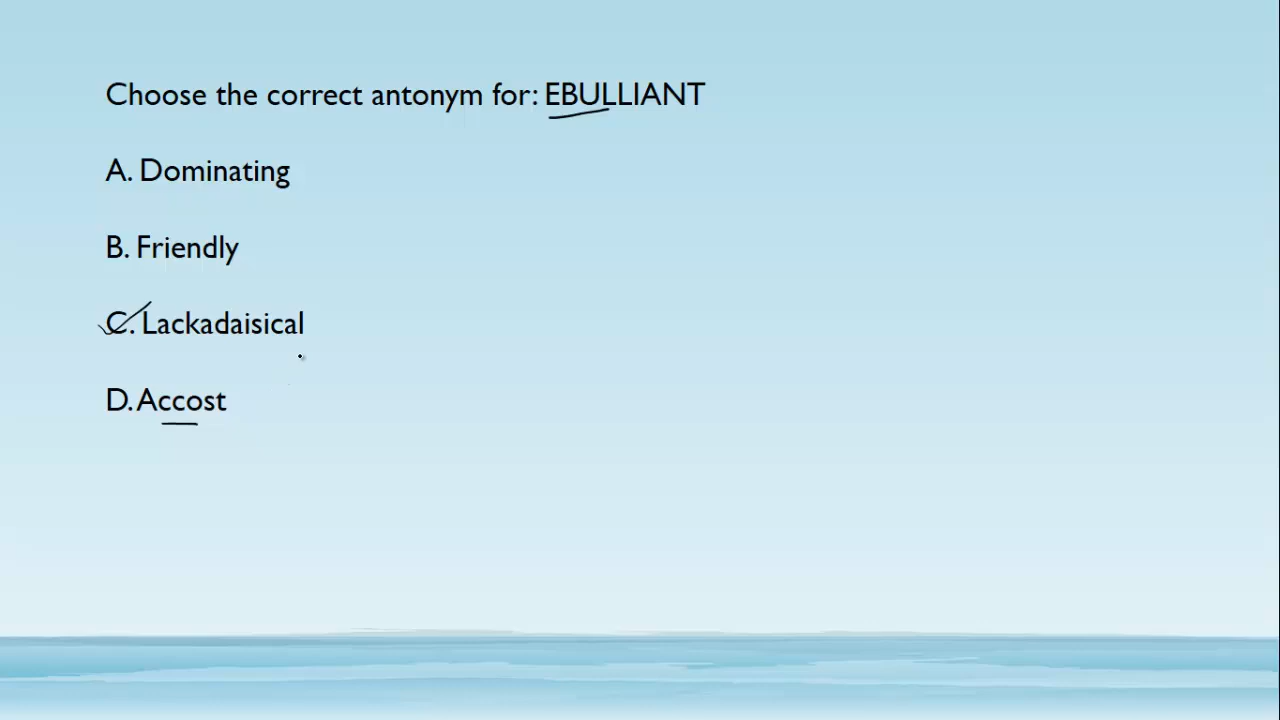 Choose the correct antonym for: EBULLIANT
A. Dominating
B. Friendly
C. Lackadaisical
D. Accost